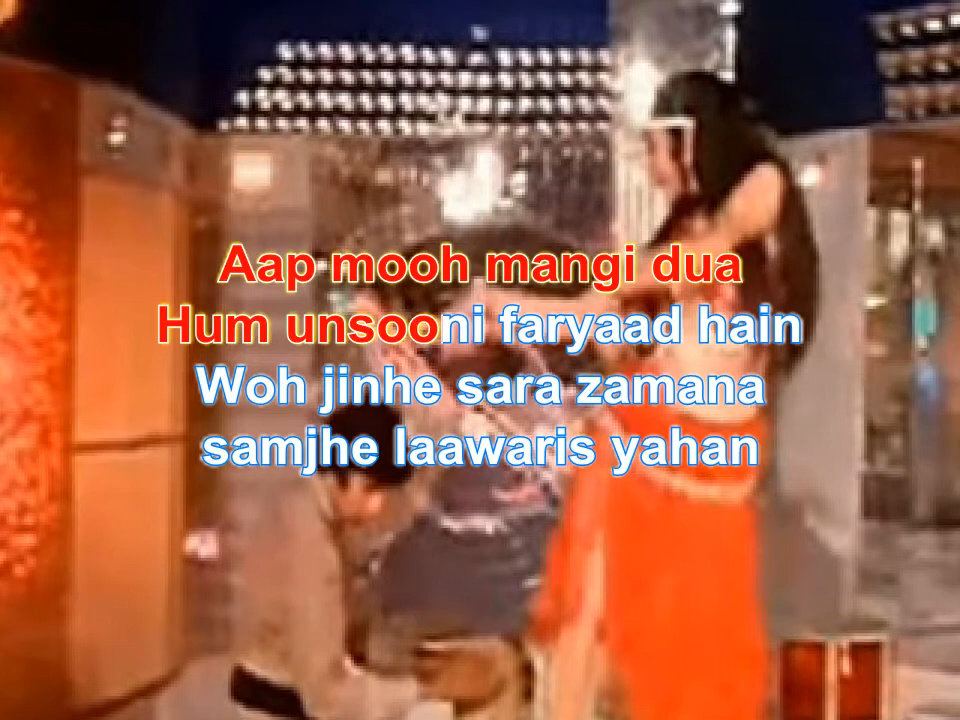 Aap mooh mangi dua
Hum unsooni faryaad hain
Woh jinhe sara zamana
samjhe laawaris yahan